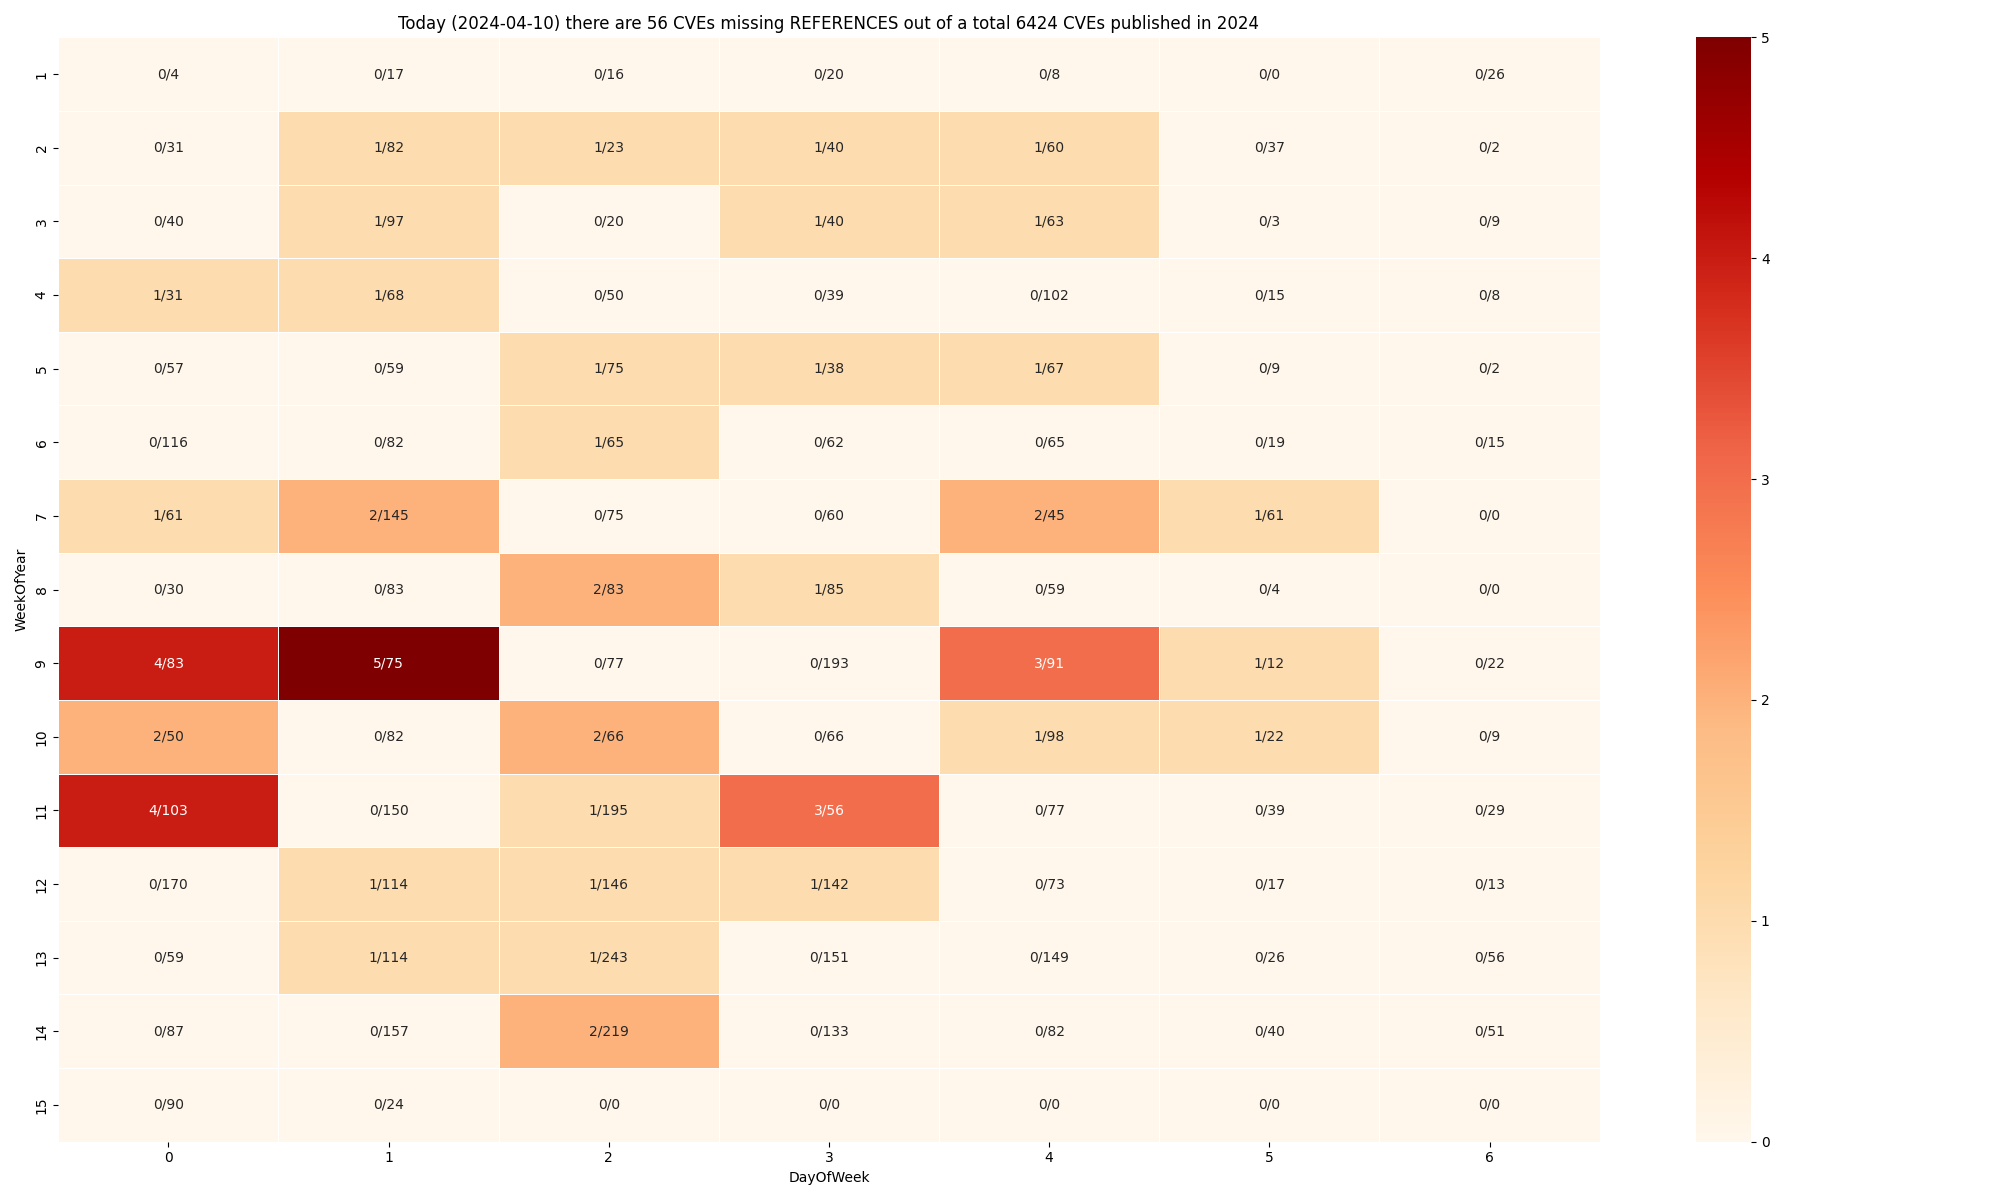 Today (2024-04-10) there are 56 CVEs missing REFERENCES out of a total 6424 CVEs published in 2024
WeekOfYear
1 0/4 0/17 0/16 0/20 0/8 0/0 0/26
2 0/31 1/82 1/23 1/40 1/60 0/37 0/2
3 0/40 1/97 0/20 1/40 1/63 0/3 0/9
4 1/31 1/68 0/50 0/39 0/102 0/15 0/8
5 0/57 0/59 1/75 1/38 1/67 0/9 0/2
6 0/116 0/82 1/65 0/62 0/65 0/19 0/15
7 1/61 2/145 0/75 0/60 2/45 1/61 0/0
8 0/30 0/83 2/83 1/85 0/59 0/4 0/0
9 4/83 5/75 0/77 0/193 3/91 1/12 0/22
10 2/50 0/82 2/66 0/66 1/98 1/22 0/9
11 4/103 0/150 1/195 3/56 0/77 0/39 0/29
12 0/170 1/114 1/146 1/142 0/73 0/17 0/13
13 0/59 1/114 1/243 0/151 0/149 0/26 0/56
14 0/87 0/157 2/219 0/133 0/82 0/40 0/51
15 0/90 0/24 0/0 0/0 0/0 0/0 0/0
0 1 2 3 4 5 6
DayOfWeek
5
4
3
2
1
0